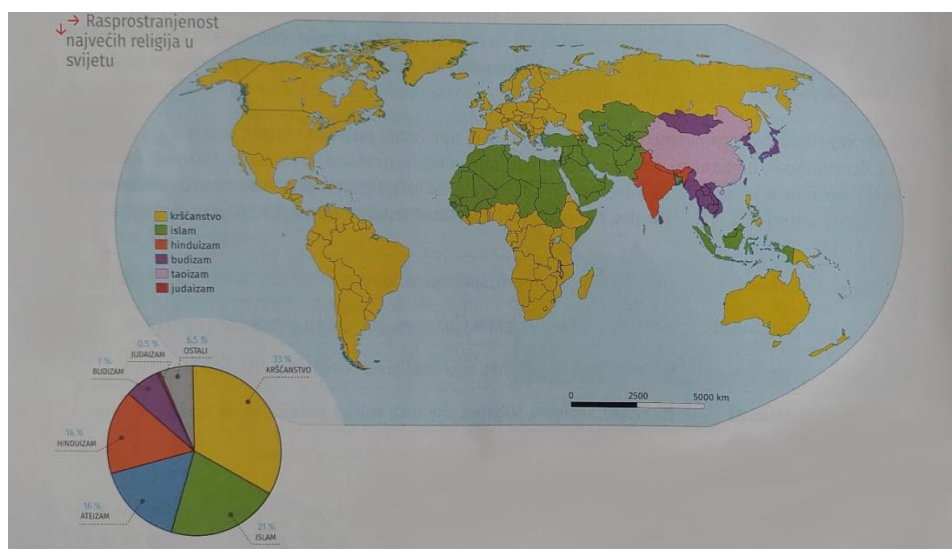 Rasprostranjenost
najvećih religija u
svijetu
kršćanstvo
islam
hinduizam
budizam
taoizam
judaizam
0 2500 5000 km
33 %
KRŠĆANSTVO
21 %
ISLAM
16 %
ATEIZAM
16 %
HINDUIZAM
7 %
BUDIZAM
0,5 %
JUDAIZAM
6,5 %
OSTALI